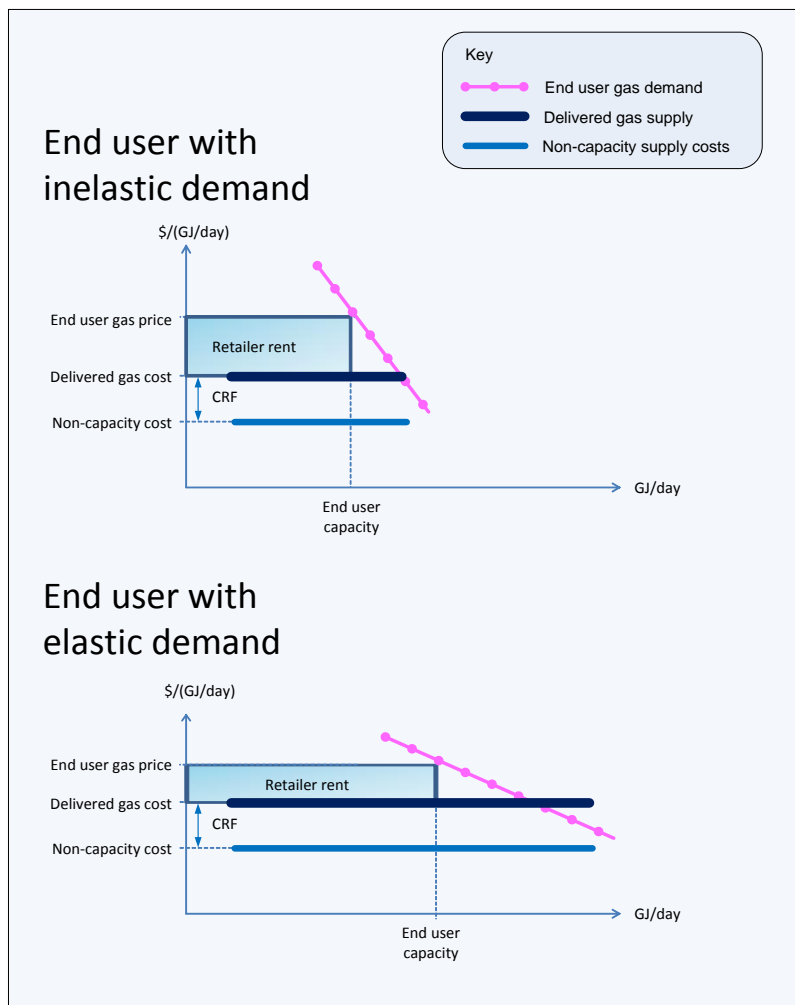 Key
End user gas demand
Delivered gas supply
Non-capacity supply costs
End user with
inelastic demand
$/(GJ/day)
End user gas price
Retailer rent
Delivered gas cost
CRF
Non-capacity cost
GJ/day
End user
capacity
End user with
elastic demand
$/(GJ/day)
End user gas price
Retailer rent
Delivered gas cost
CRF
Non-capacity cost
GJ/day
End user
capacity